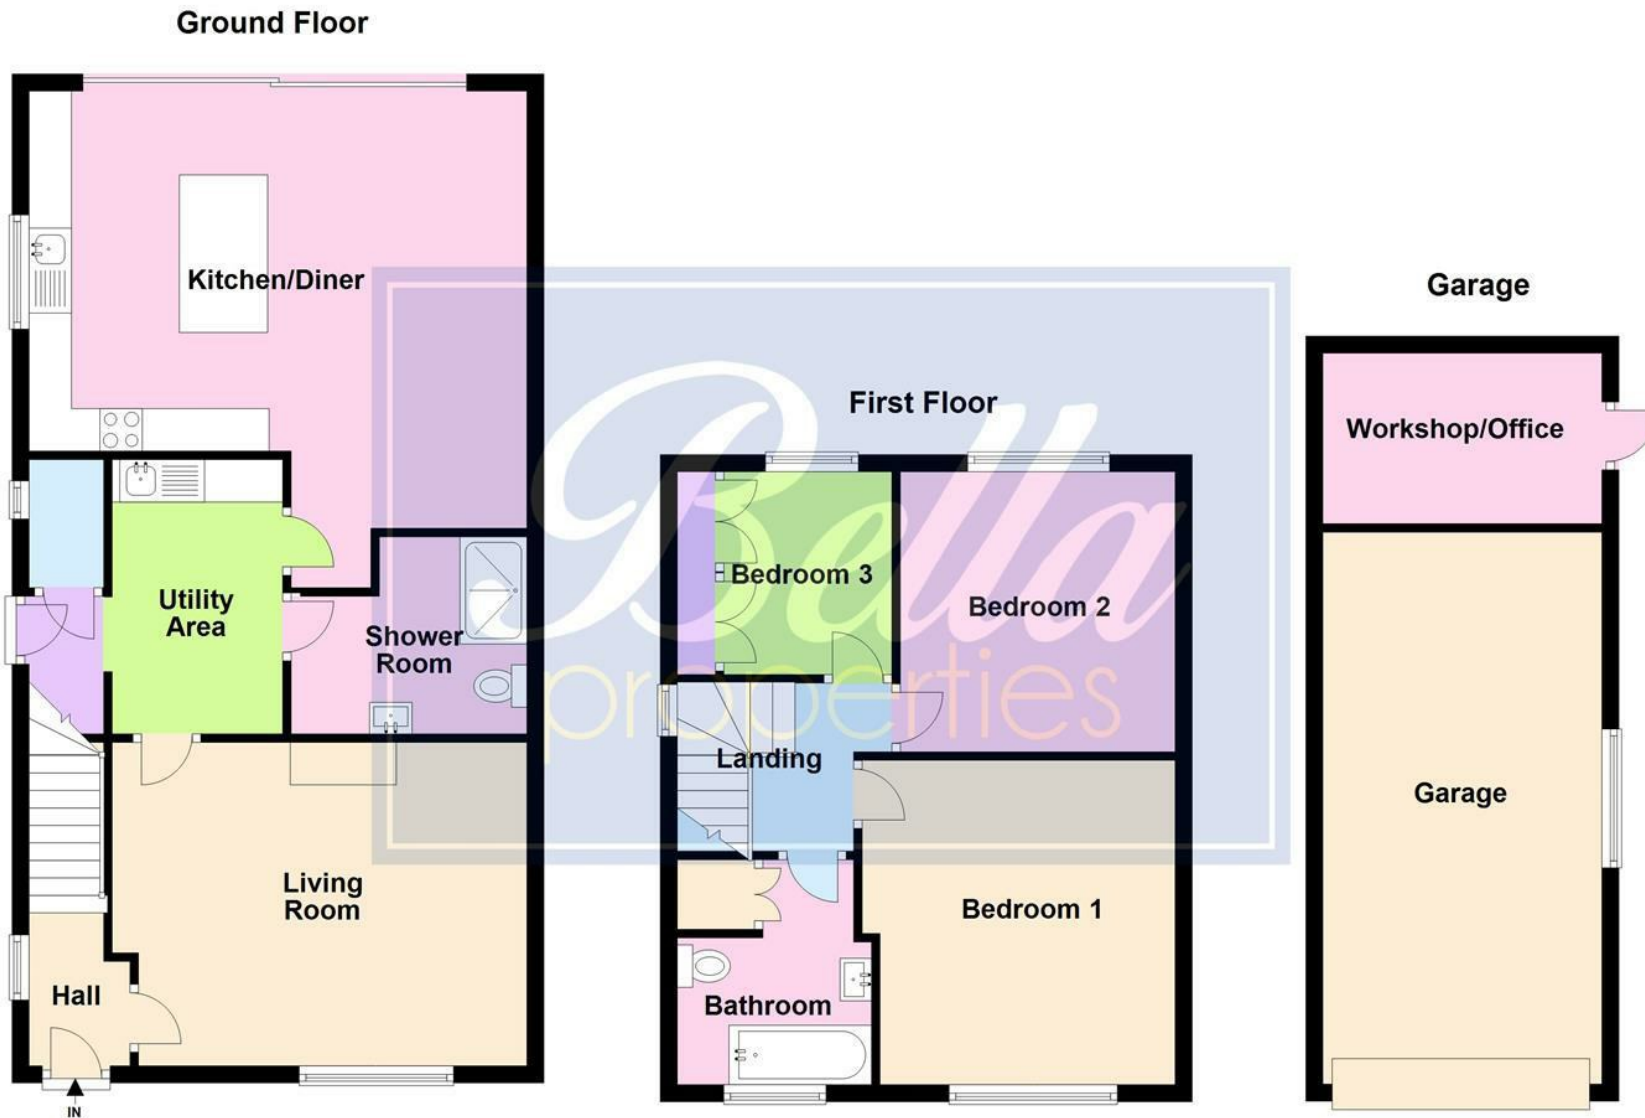 Ground Floor
Kitchen/Diner
Utility
Area
Shower
Room
Living
Room
Hall
IN
First Floor
Bedroom 3
Bedroom 2
Landing
Bedroom 1
Bathroom
Garage
Workshop/Office
Garage
Bella
properties